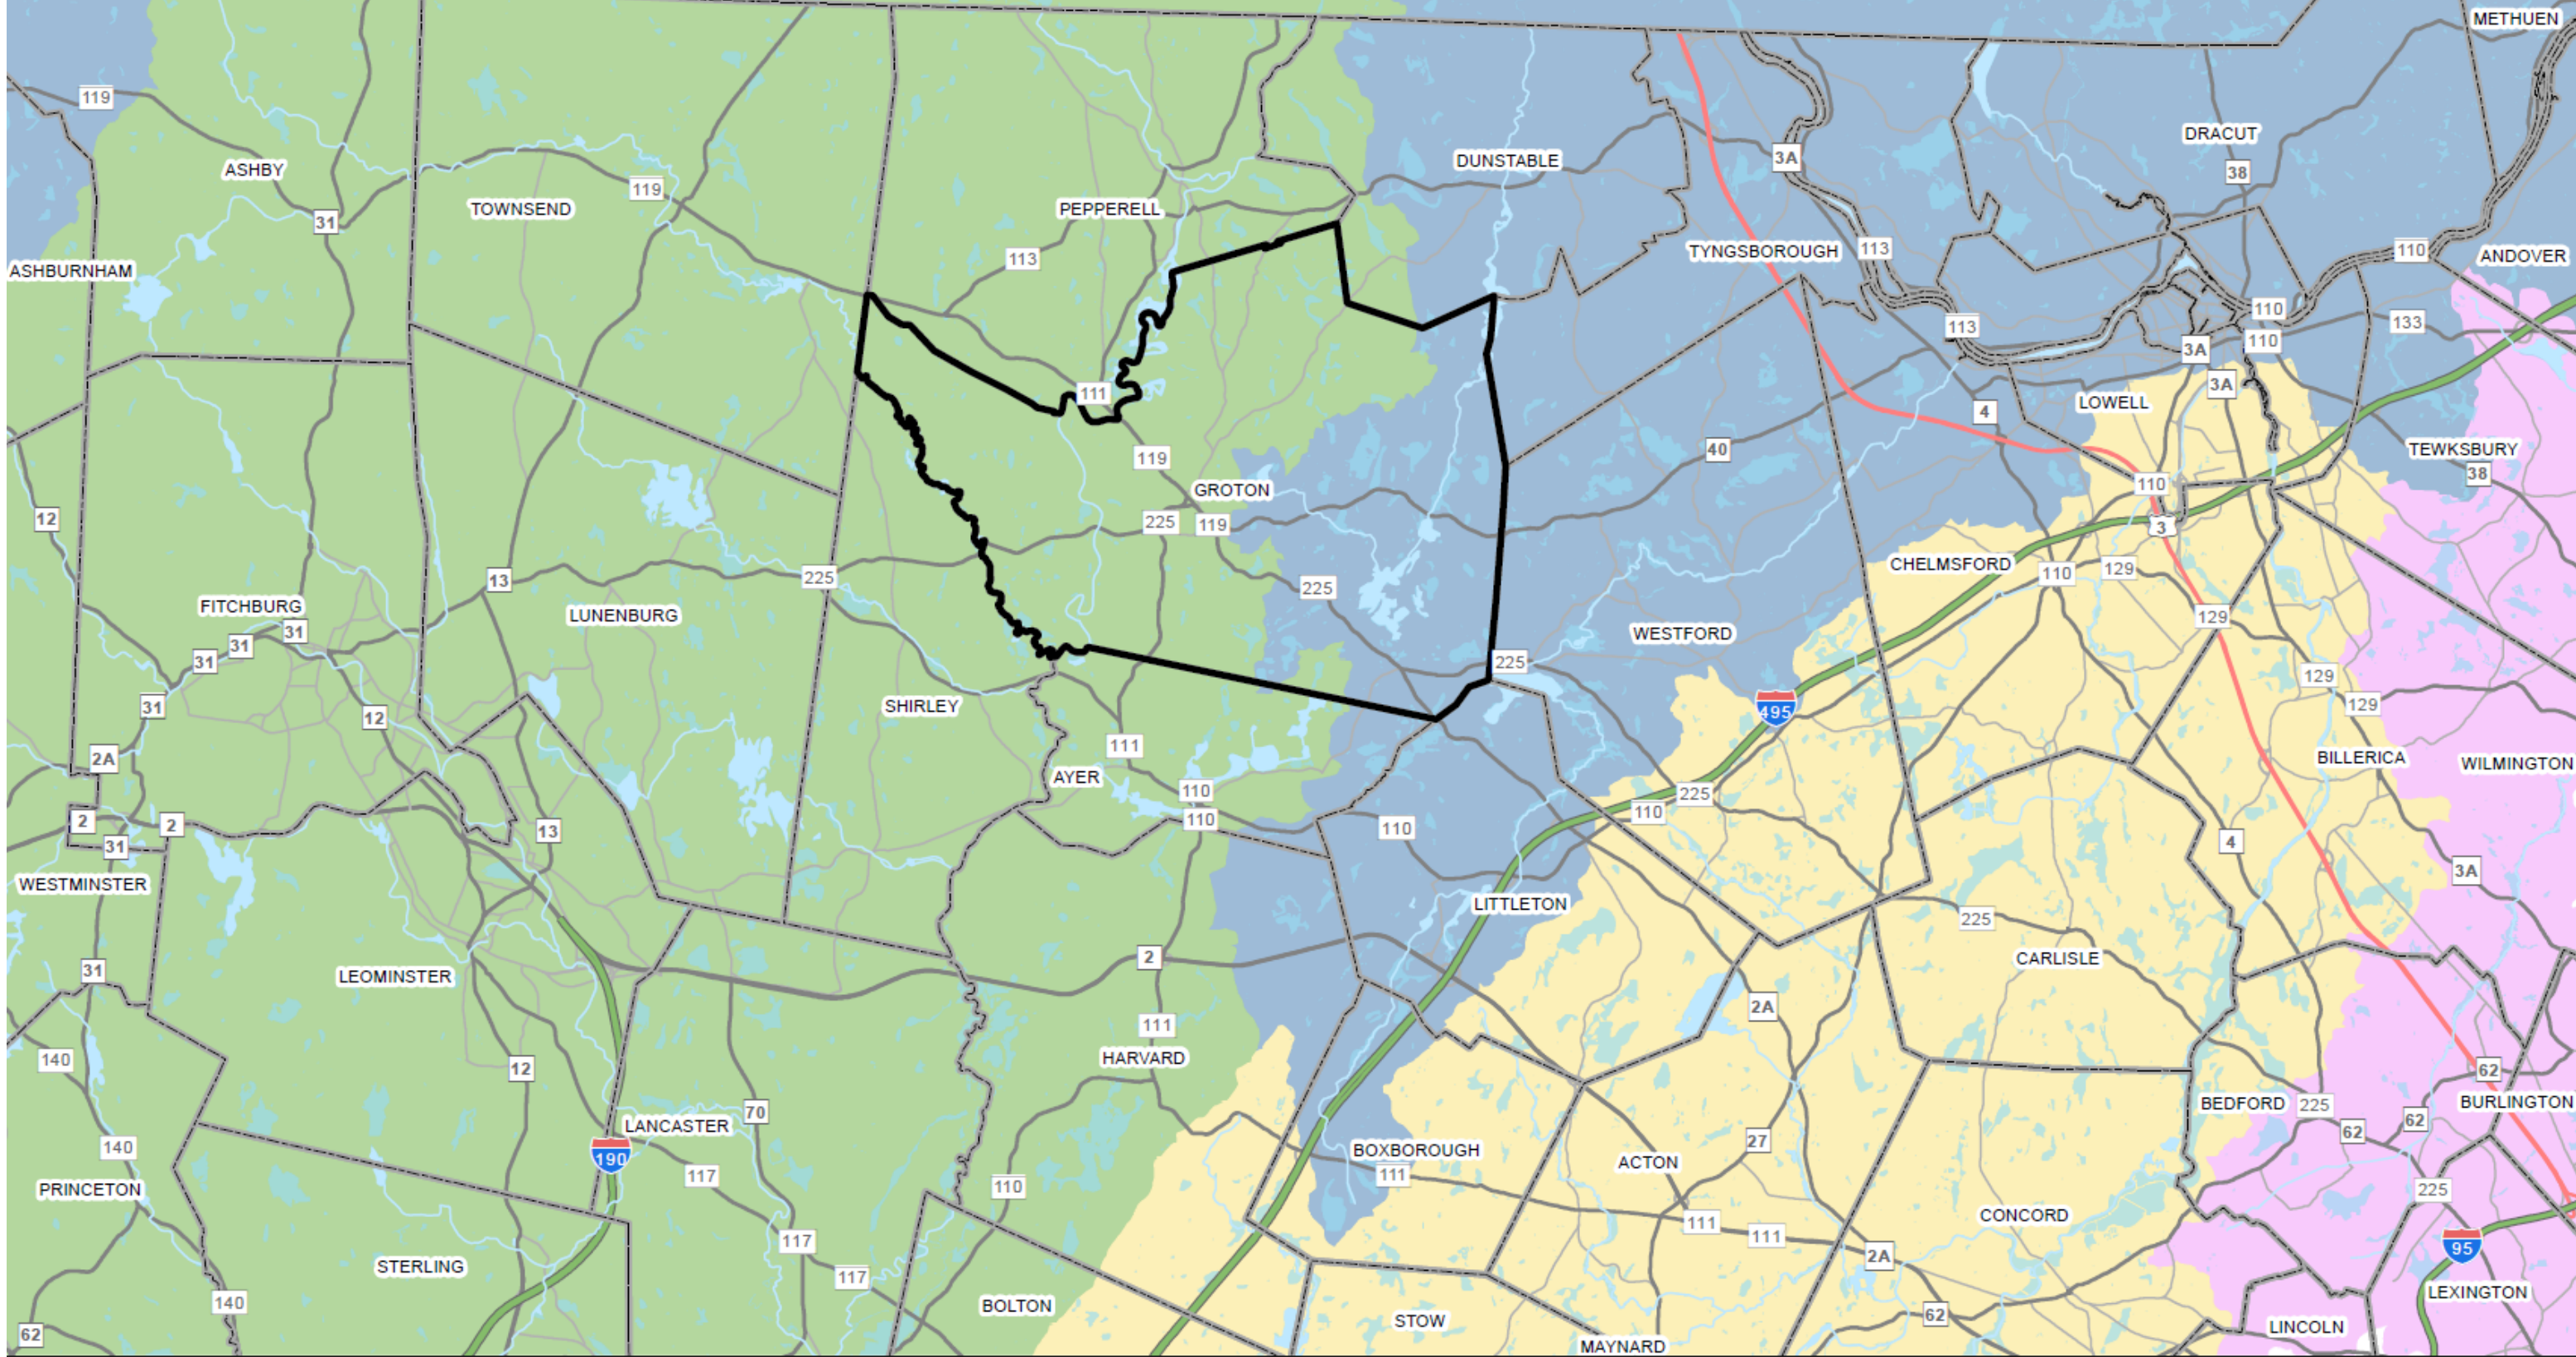 METHUEN
119
DRACUT
3A
DUNSTABLE
ASHBY
38
119
TOWNSEND
PEPPERELL
31
TYNGSBOROUGH
113
110
ANDOVER
113
ASHBURNHAM
110
133
113
110
3A
3A
111
LOWELL
4
40
TEWKSBURY
119
38
110
GROTON
12
225
119
3
CHELMSFORD
129
110
225
13
225
FITCHBURG
LUNENBURG
129
31
WESTFORD
31
31
225
129
SHIRLEY
31
12
495
129
111
BILLERICA
2A
WILMINGTON
AYER
110
225
110
110
2
2
13
110
4
31
3A
WESTMINSTER
LITTLETON
225
2
CARLISLE
31
LEOMINSTER
2A
111
140
HARVARD
12
62
BEDFORD
225
BURLINGTON
70
62
62
LANCASTER
27
140
BOXBOROUGH
190
ACTON
111
117
PRINCETON
110
225
CONCORD
111
111
117
95
2A
STERLING
117
LEXINGTON
140
BOLTON
62
STOW
LINCOLN
62
MAYNARD